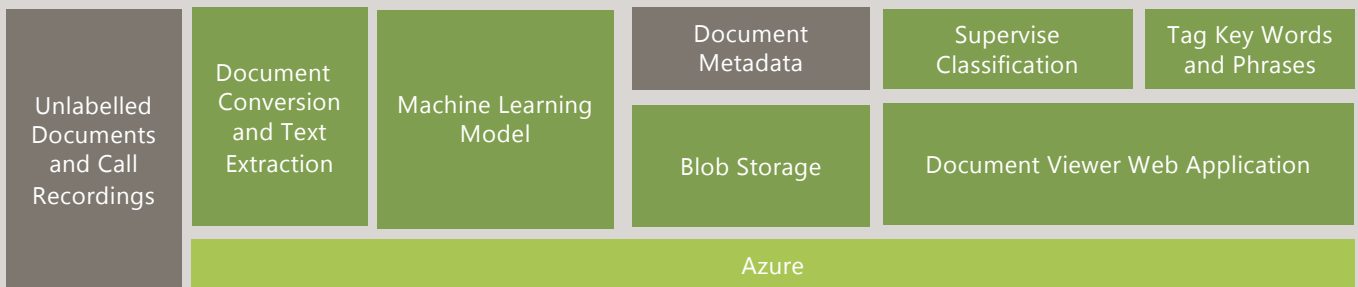 Unlabelled
Documents
and Call
Recordings
Document
Conversion
and Text
Extraction
Machine Learning
Model
Document
Metadata
Blob Storage
Supervise
Classification
Tag Key Words
and Phrases
Document Viewer Web Application
Azure